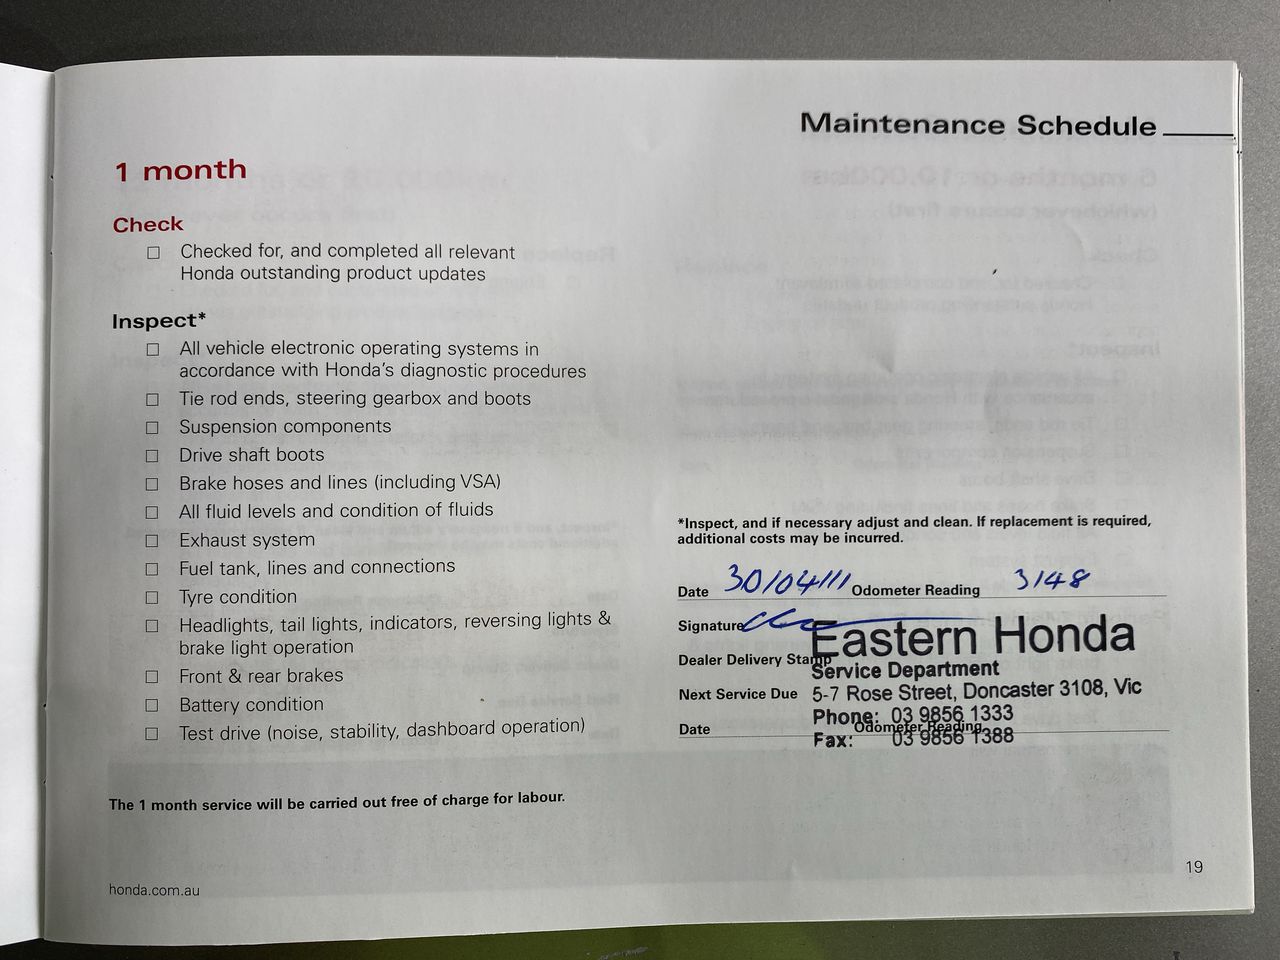 Maintenance Schedule
1 month
Check
Checked for, and completed all relevant
Honda outstanding product updates
Inspect*
All vehicle electronic operating systems in
accordance with Honda's diagnostic procedures
Tie rod ends, steering gearbox and boots
Suspension components
Drive shaft boots
Brake hoses and lines (including VSA)
All fluid levels and condition of fluids
Exhaust system
Fuel tank, lines and connections
Tyre condition
Headlights, tail lights, indicators, reversing lights &
brake light operation
Front & rear brakes
Battery condition
Test drive (noise, stability, dashboard operation)
The 1 month service will be carried out free of charge for labour.
honda.com.au
*Inspect, and if necessary adjust and clean. If replacement is required,
additional costs may be incurred.
Date 30/04/11 Odometer Reading 3148
Signature
Dealer Delivery Stamp
Next Service Due
Date Odometer Reading
Eastern Honda
Service Department
5-7 Rose Street, Doncaster 3108, Vic
Phone: 03 9856 1333
Fax: 03 9856 1388
19